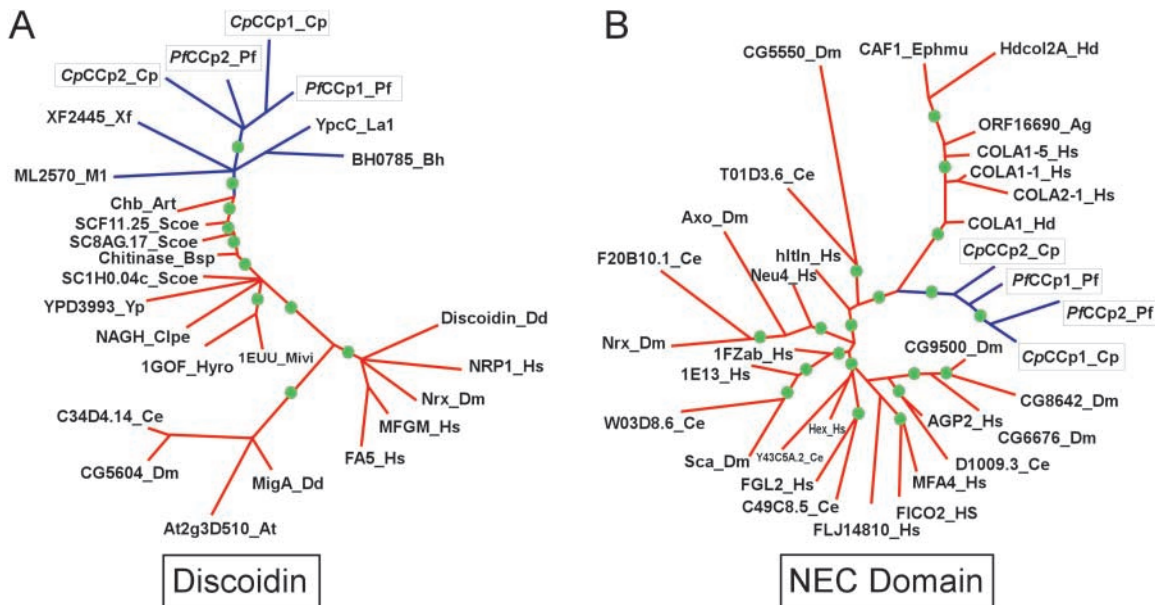 A
CpCCp1_Cp
PfCCp2_Pf
CpCCp2_Cp
PfCCp1_Pf
XF2445_Xf
YpcC_La1
BH0785_Bh
ML2570_M1
Chb_Art
SCF11.25_Scoe
SC8AG.17_Scoe
Chitinase_Bsp
SC1H0.04c_Scoe
YPD3993_Yp
NAGH_Clpe
1GOF_Hyro
1EUU_Mivi
Discoidin_Dd
NRP1_Hs
Nrx_Dm
MFGM_Hs
FA5_Hs
C34D4.14_Ce
CG5604_Dm
MigA_Dd
At2g3D510_At
Discoidin
B
CG5550_Dm
CAF1_Ephmu
Hdcol2A_Hd
ORF16690_Ag
COLA1-5_Hs
COLA1-1_Hs
COLA2-1_Hs
T01D3.6_Ce
Axo_Dm
COLA1_Hd
F20B10.1_Ce
hItln_Hs
Neu4_Hs
CpCCp2_Cp
PfCCp1_Pf
PfCCp2_Pf
CpCCp1_Cp
Nrx_Dm
1FZab_Hs
1E13_Hs
CG9500_Dm
CG8642_Dm
W03D8.6_Ce
AGP2_Hs
CG6676_Dm
Hex_Hs
Sca_Dm
Y43C5A.2_Ce
D1009.3_Ce
FGL2_Hs
MFA4_Hs
C49C8.5_Ce
FICO2_HS
FLJ14810_Hs
NEC Domain